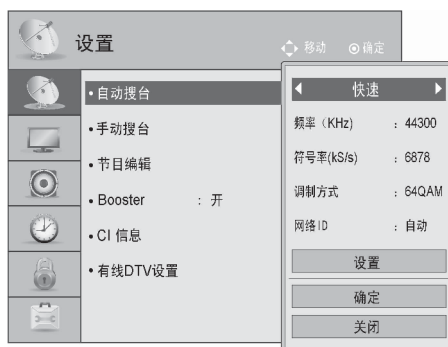 设置
移动 确定
• 自动搜台
• 手动搜台
• 节目编辑
• Booster : 开
• CI 信息
• 有线DTV设置
快速
频率（KHz） : 44300
符号率(kS/s) : 6878
调制方式 : 64QAM
网络ID : 自动
设置
确定
关闭